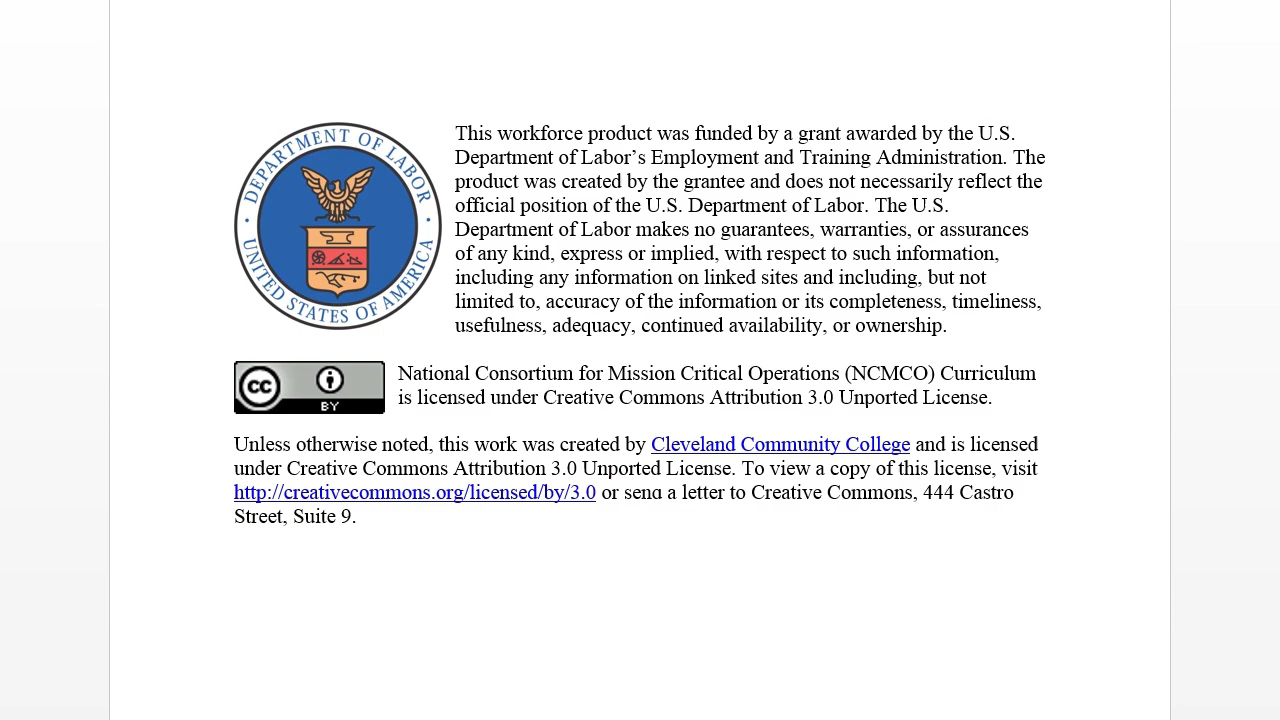 DEPARTMENT OF LABOR
UNITED STATES OF AMERICA
This workforce product was funded by a grant awarded by the U.S.
Department of Labor’s Employment and Training Administration. The
product was created by the grantee and does not necessarily reflect the
official position of the U.S. Department of Labor. The U.S.
Department of Labor makes no guarantees, warranties, or assurances
of any kind, express or implied, with respect to such information,
including any information on linked sites and including, but not
limited to, accuracy of the information or its completeness, timeliness,
usefulness, adequacy, continued availability, or ownership.
cc
BY
National Consortium for Mission Critical Operations (NCMCO) Curriculum
is licensed under Creative Commons Attribution 3.0 Unported License.
Unless otherwise noted, this work was created by Cleveland Community College and is licensed
under Creative Commons Attribution 3.0 Unported License. To view a copy of this license, visit
http://creativecommons.org/licensed/by/3.0 or send a letter to Creative Commons, 444 Castro
Street, Suite 9.